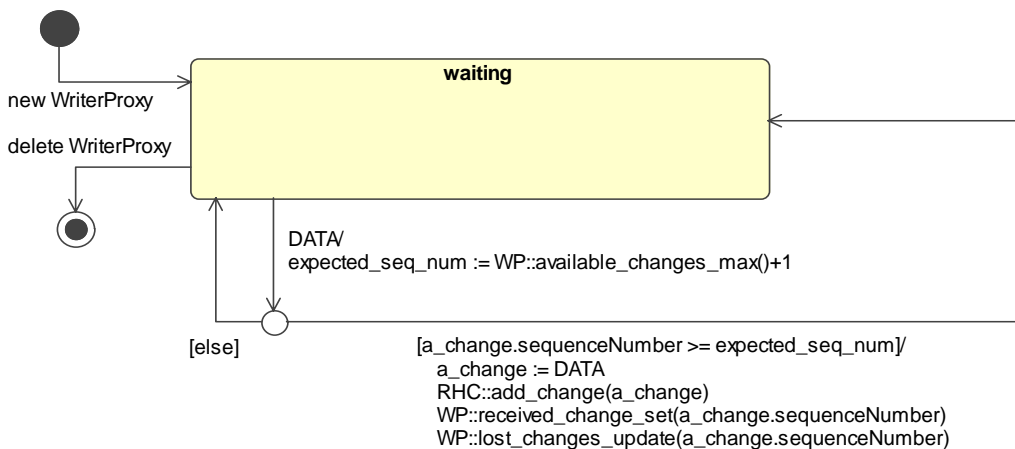 waiting
new WriterProxy
delete WriterProxy
DATA/
expected_seq_num := WP::available_changes_max()+1
[else]
[a_change.sequenceNumber >= expected_seq_num]/
a_change := DATA
RHC::add_change(a_change)
WP::received_change_set(a_change.sequenceNumber)
WP::lost_changes_update(a_change.sequenceNumber)